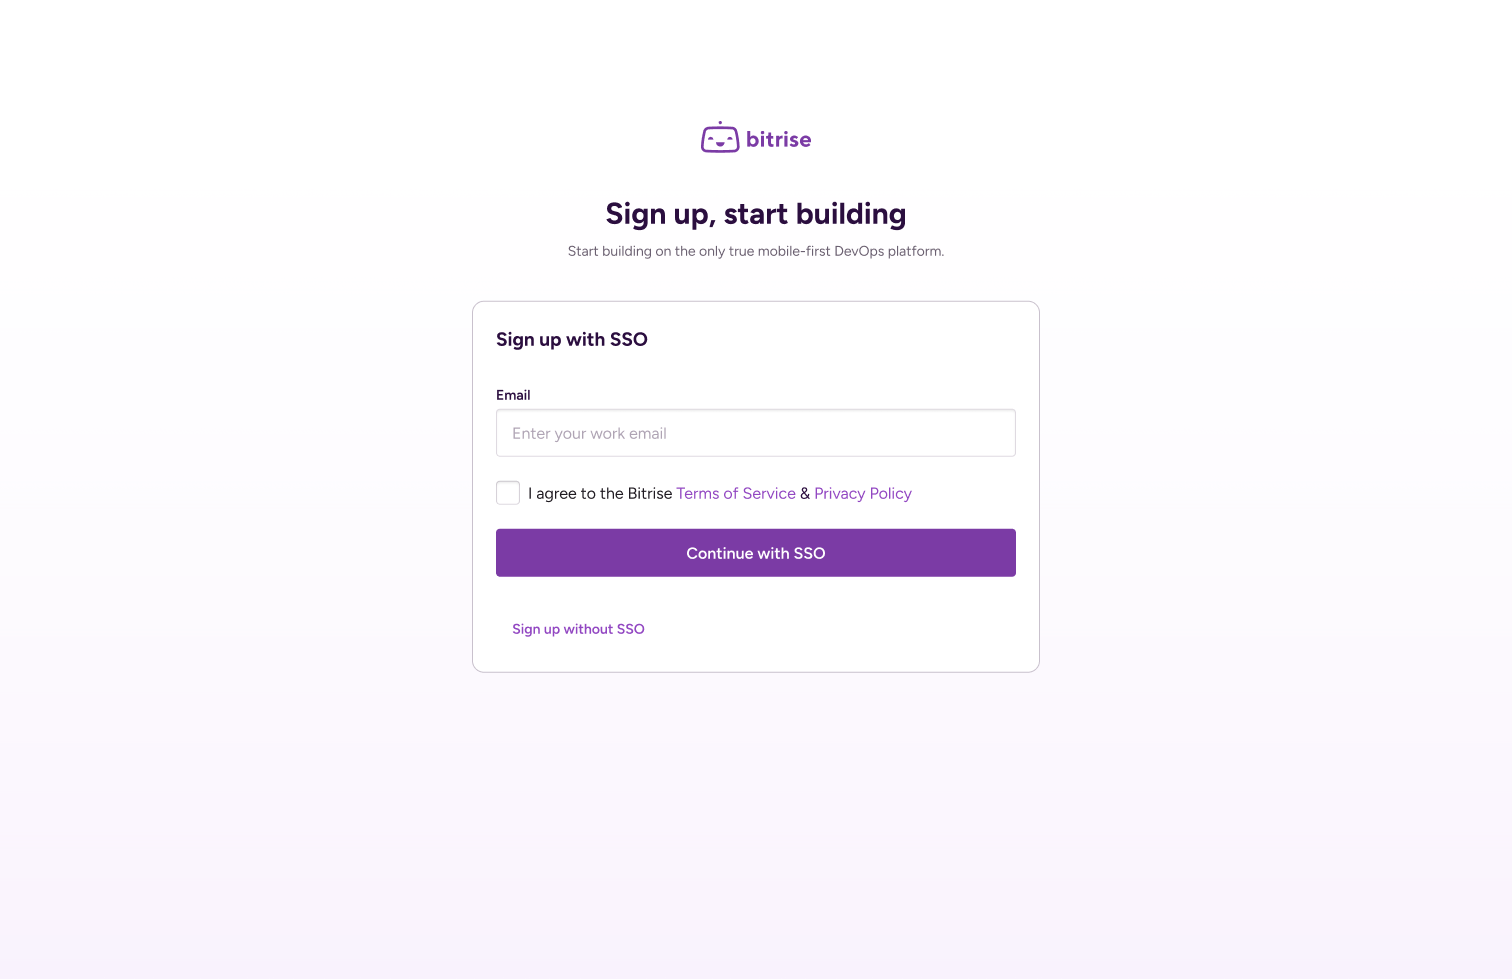 bitrise
Sign up, start building
Start building on the only true mobile-first DevOps platform.
Sign up with SSO
Email
Enter your work email
I agree to the Bitrise Terms of Service & Privacy Policy
Continue with SSO
Sign up without SSO